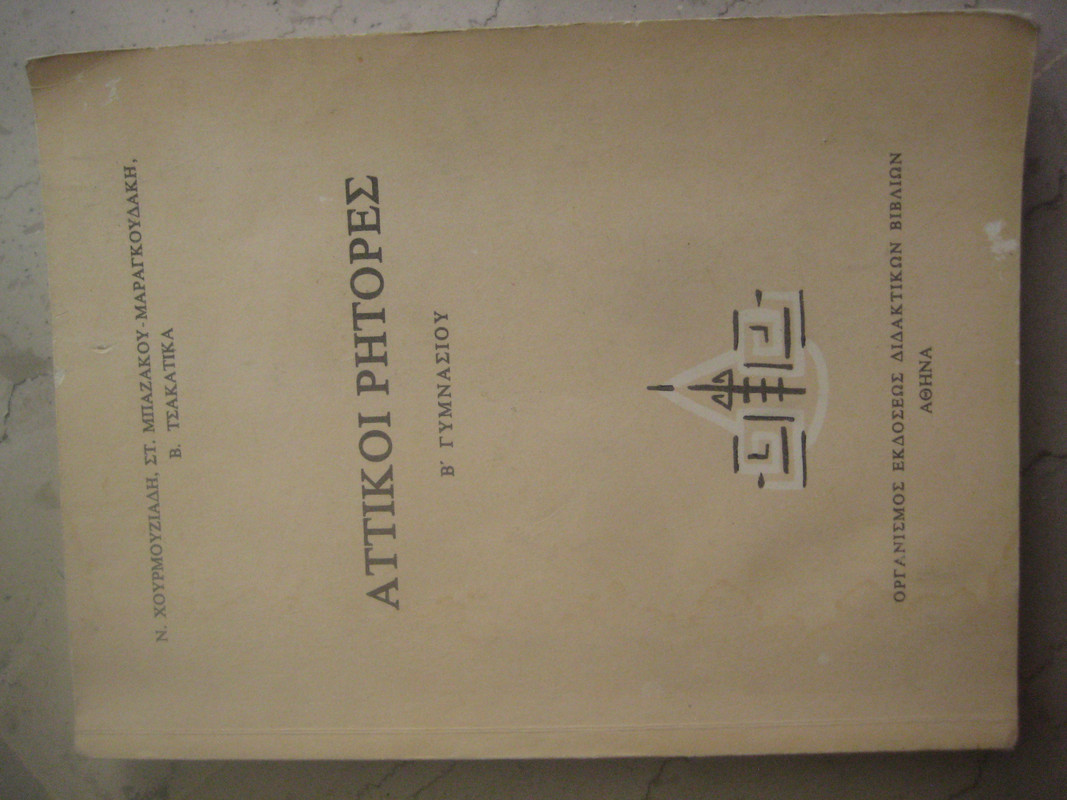 Ν. ΧΟΥΡΜΟΥΖΙΑΔΗ, ΣΤ. ΜΠΑΖΑΚΟΥ-ΜΑΡΑΓΚΟΥΔΑΚΗ,
Β. ΤΣΑΚΑΤΙΚΑ
ΑΤΤΙΚΟΙ ΡΗΤΟΡΕΣ
Β΄ ΓΥΜΝΑΣΙΟΥ
ΟΡΓΑΝΙΣΜΟΣ ΕΚΔΟΣΕΩΣ ΔΙΔΑΚΤΙΚΩΝ ΒΙΒΛΙΩΝ
ΑΘΗΝΑ